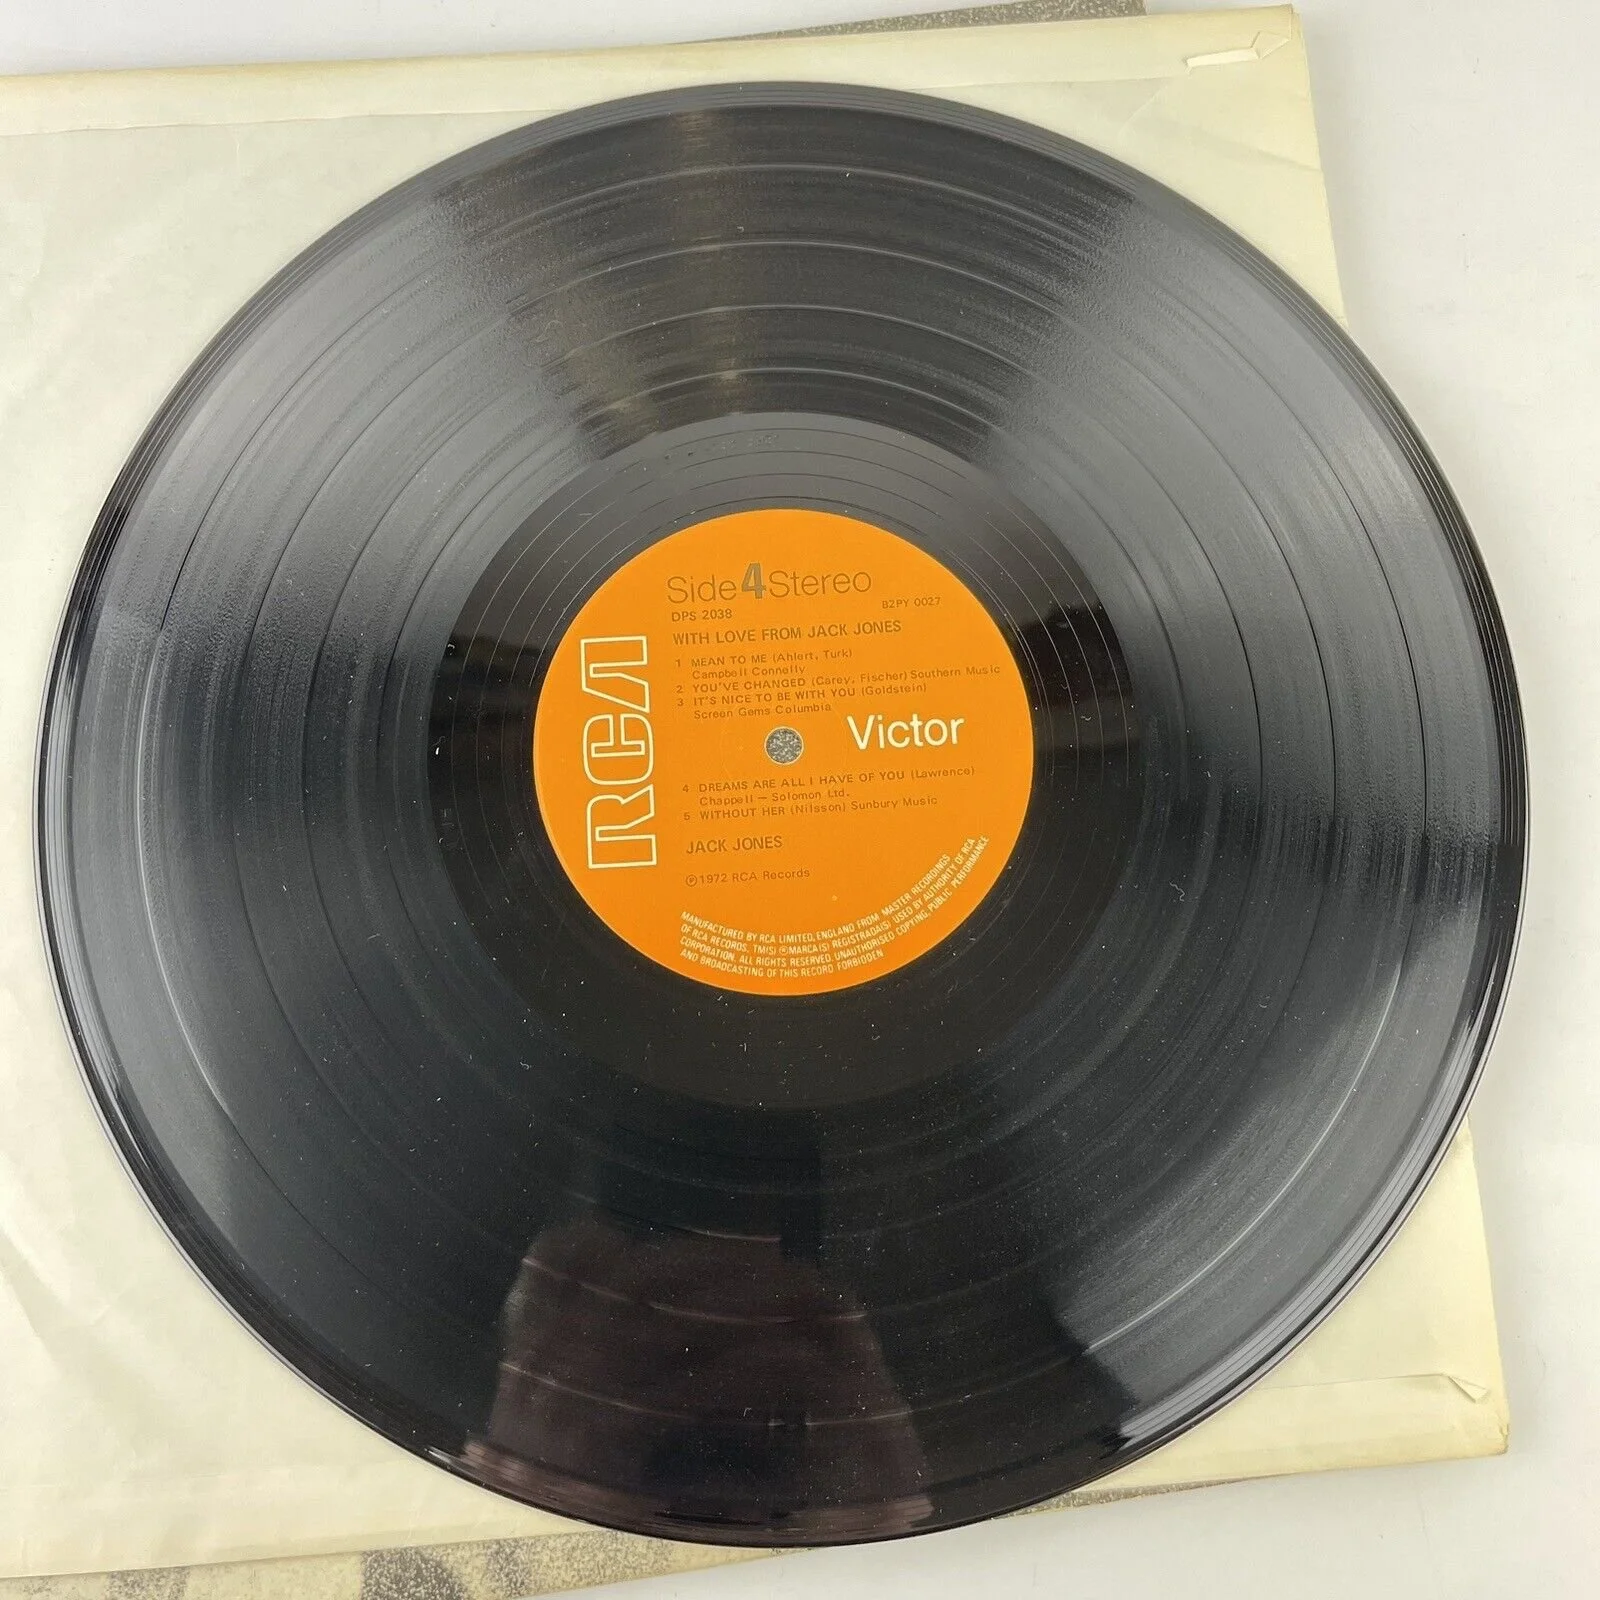 Side 4 Stereo
DPS 2038 B2PY 0027
WITH LOVE FROM JACK JONES
1 MEAN TO ME (Ahlert, Turk)
Campbell Connelly
2 YOU'VE CHANGED (Carey, Fischer) Southern Music
3 IT'S NICE TO BE WITH YOU (Goldstein)
Screen Gems Columbia
RCA
Victor
4 DREAMS ARE ALL I HAVE OF YOU (Lawrence)
Chappell — Solomon Ltd.
5 WITHOUT HER (Nilsson) Sunbury Music
JACK JONES
℗ 1972 RCA Records
MANUFACTURED BY RCA LIMITED, ENGLAND FROM MASTER RECORDINGS
OF RCA RECORDS. TM(S) ® MARCA(S) REGISTRADA(S) USED BY AUTHORITY OF RCA
CORPORATION. ALL RIGHTS RESERVED. UNAUTHORISED COPYING, PUBLIC PERFORMANCE
AND BROADCASTING OF THIS RECORD FORBIDDEN